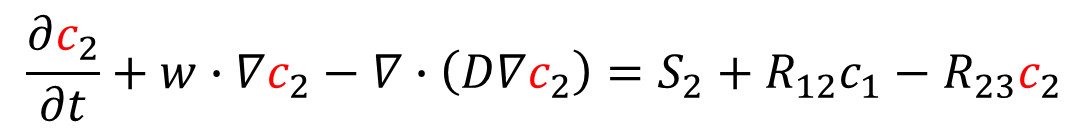 ∂c₂/∂t + w · ∇c₂ − ∇ · (D∇c₂) = S₂ + R₁₂c₁ − R₂₃c₂